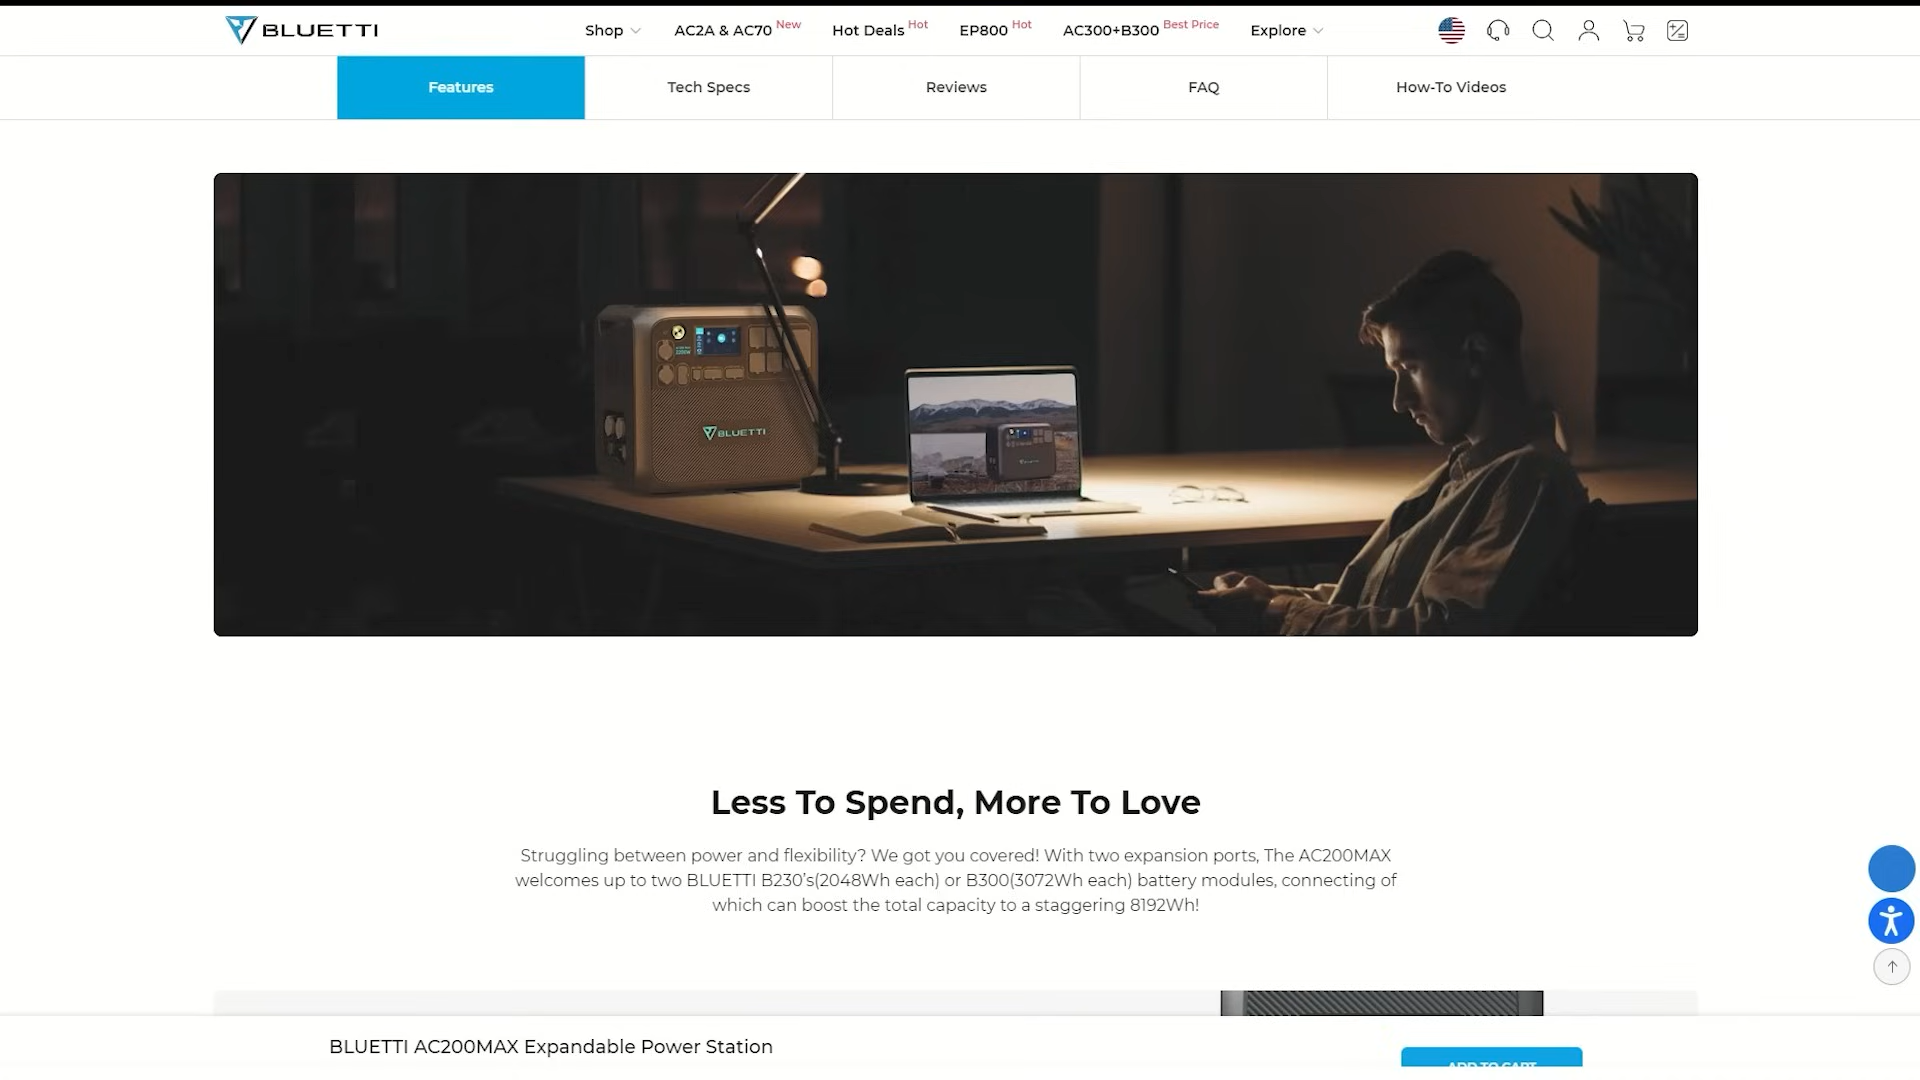 BLUETTI
Shop
AC2A & AC70 New
Hot Deals Hot
EP800 Hot
AC300+B300 Best Price
Explore
Features
Tech Specs
Reviews
FAQ
How-To Videos
BLUETTI
Less To Spend, More To Love
Struggling between power and flexibility? We got you covered! With two expansion ports, The AC200MAX
welcomes up to two BLUETTI B230’s(2048Wh each) or B300(3072Wh each) battery modules, connecting of
which can boost the total capacity to a staggering 8192Wh!
BLUETTI AC200MAX Expandable Power Station
ADD TO CART